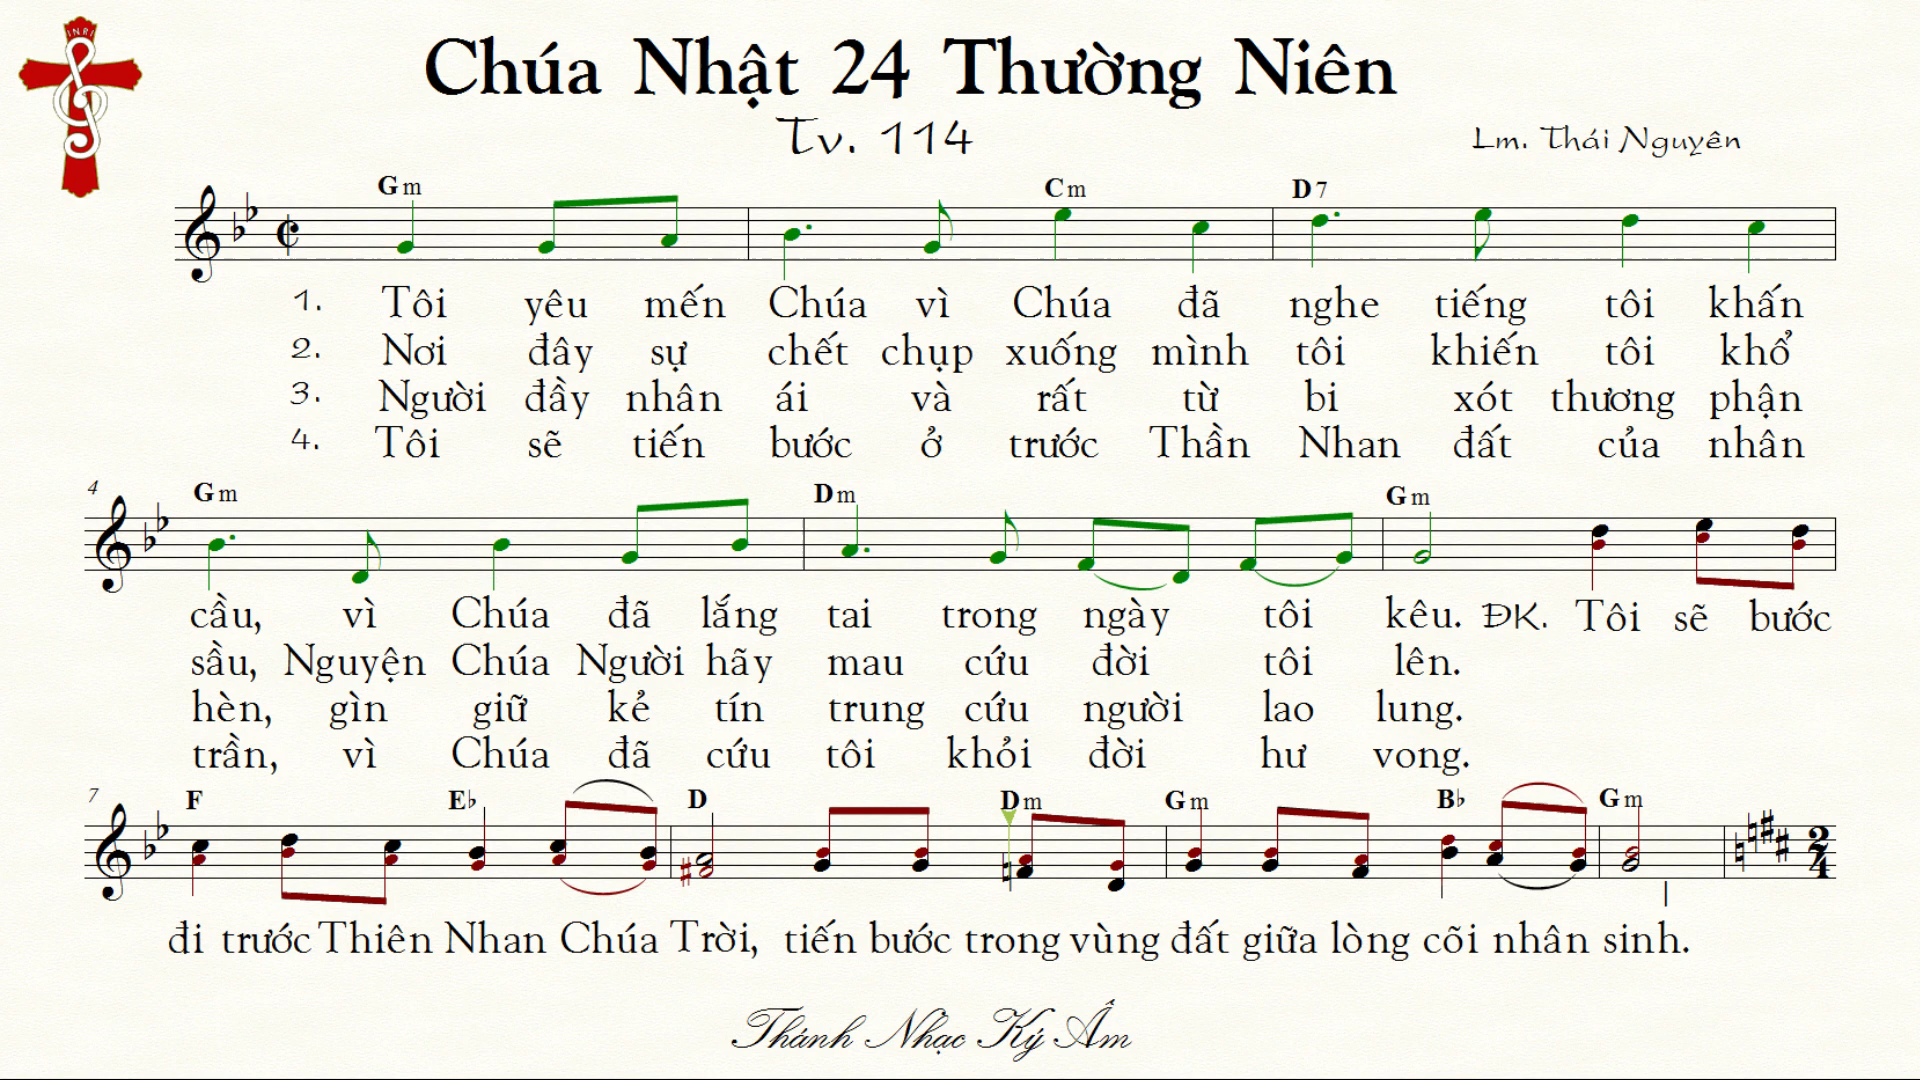 INRI
Chúa Nhật 24 Thường Niên
Tv. 114
Lm. Thái Nguyên
Gm Cm D7
1. Tôi yêu mến Chúa vì Chúa đã nghe tiếng tôi khấn
2. Nơi đây sự chết chụp xuống mình tôi khiến tôi khổ
3. Người đầy nhân ái và rất từ bi xót thương phận
4. Tôi sẽ tiến bước ở trước Thần Nhan đất của nhân
4 Gm Dm Gm
cầu, vì Chúa đã lắng tai trong ngày tôi kêu. ĐK. Tôi sẽ bước
sầu, Nguyện Chúa Người hãy mau cứu đời tôi lên.
hèn, gìn giữ kẻ tín trung cứu người lao lung.
trần, vì Chúa đã cứu tôi khỏi đời hư vong.
7 F E♭ D Dm Gm B♭ Gm
2
4
đi trước Thiên Nhan Chúa Trời, tiến bước trong vùng đất giữa lòng cõi nhân sinh.
Thánh Nhạc Ký Âm